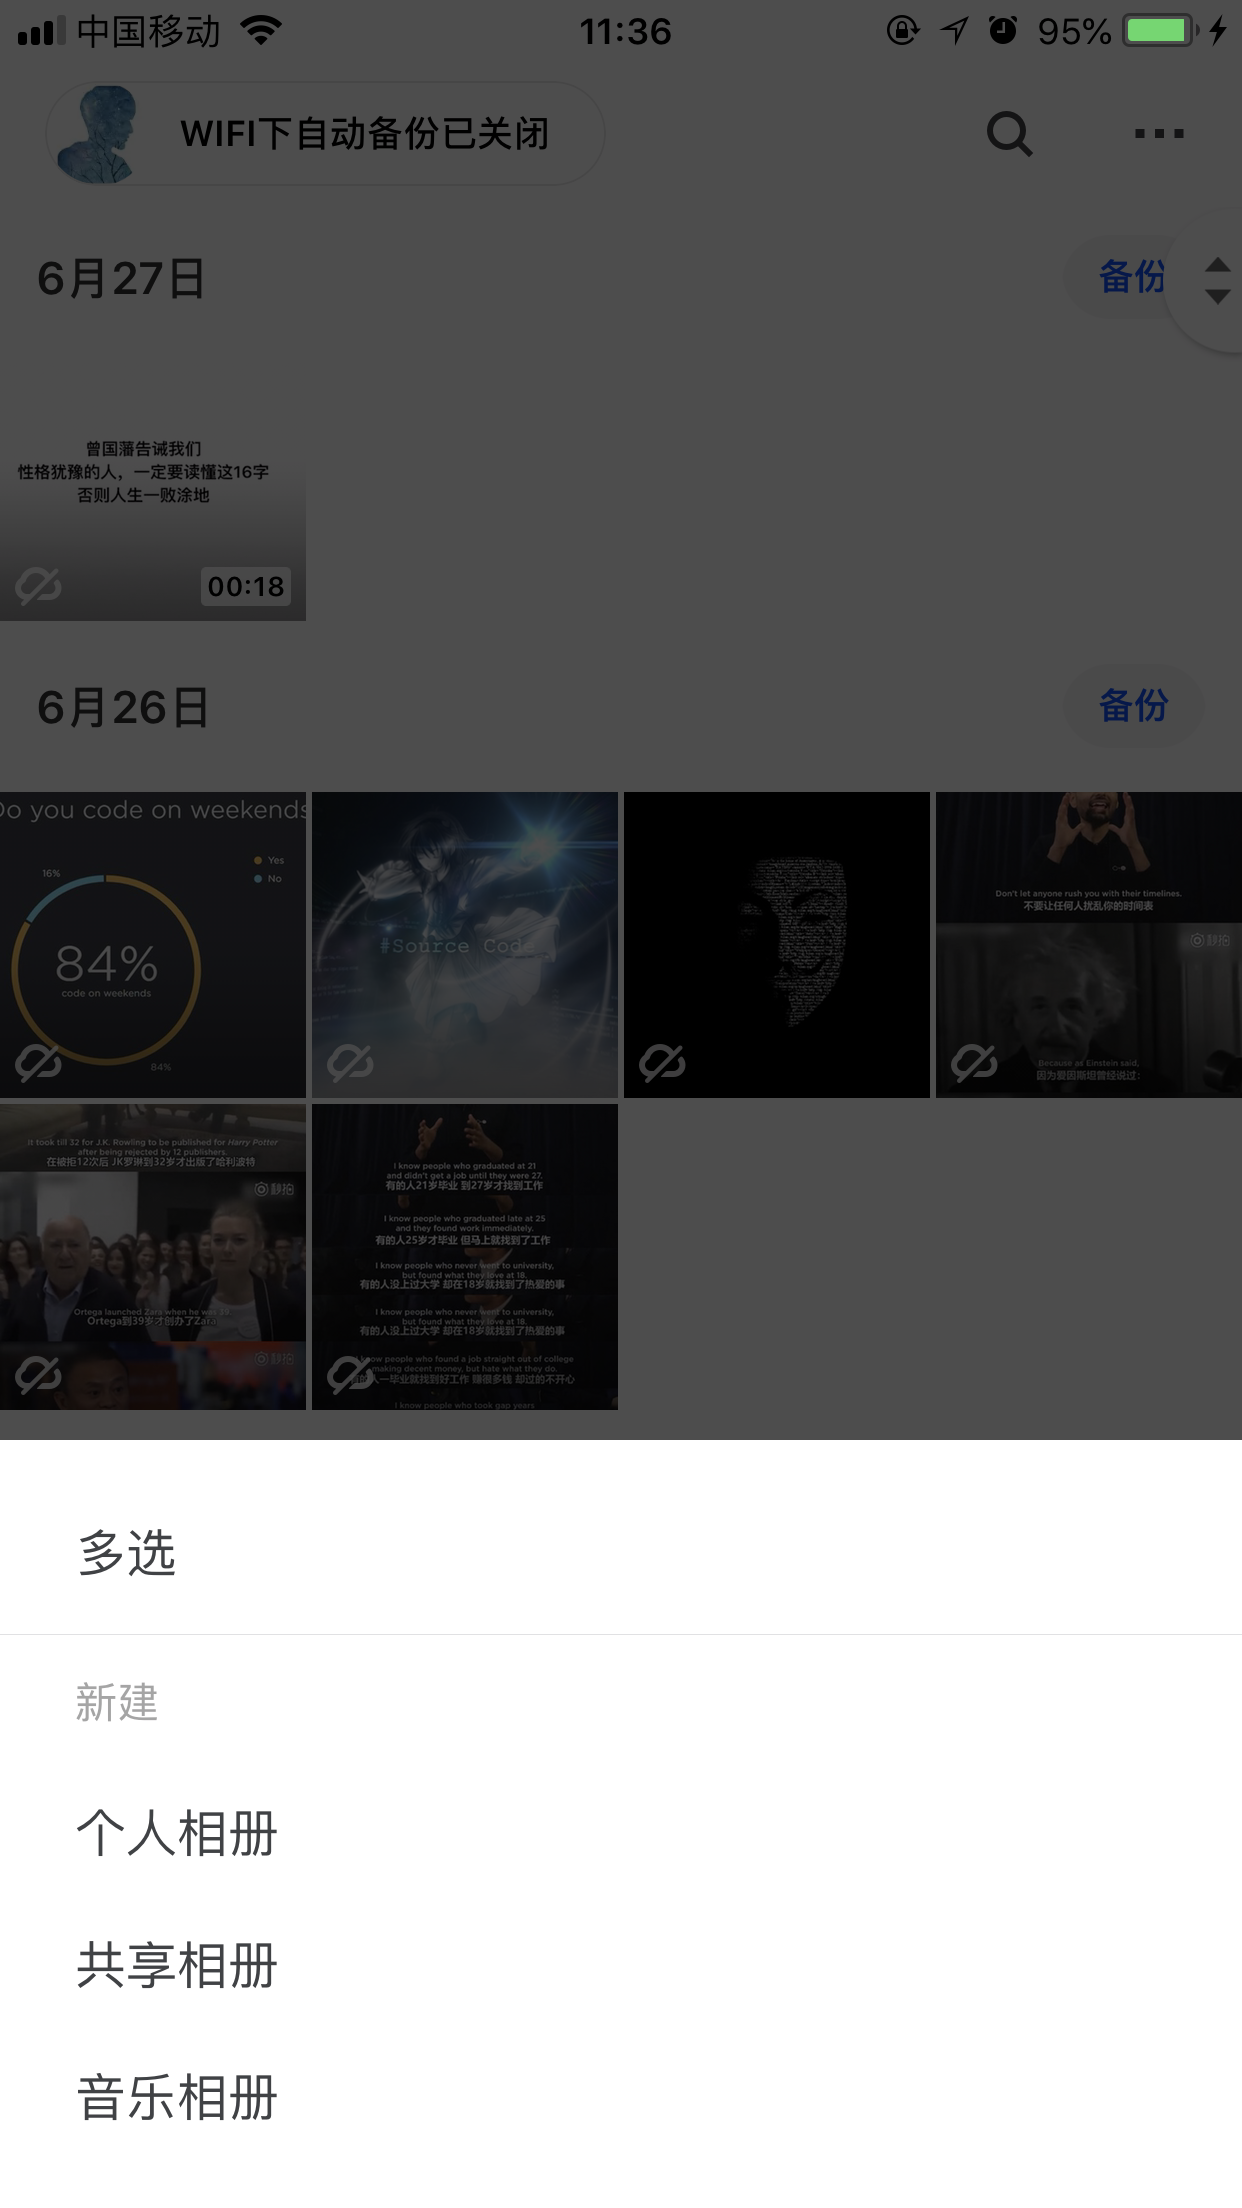 中国移动
11:36
95%
WIFI下自动备份已关闭
6月27日
备份
曾国藩告诫我们
性格犹豫的人，一定要读懂这16字
否则人生一败涂地
00:18
6月26日
备份
Do you code on weekends
Yes
No
16%
84%
code on weekends
84%
#Source Code
Don't let anyone rush you with their timelines.
不要让任何人扰乱你的时间表
秒拍
Because as Einstein said,
因为爱因斯坦曾经说过:
It took till 32 for J.K. Rowling to be published for Harry Potter
after being rejected by 12 publishers.
在被拒12次后 JK罗琳到32岁才出版了哈利波特
秒拍
Ortega launched Zara when he was 39.
Ortega到39岁才创办了Zara
秒拍
I know people who graduated at 21
and didn't get a job until they were 27.
有的人21岁毕业 到27岁才找到工作
I know people who graduated late at 25
and they found work immediately.
有的人25岁才毕业 但马上就找到了工作
I know people who never went to university,
but found what they love at 18.
有的人没上过大学 却在18岁就找到了热爱的事
I know people who never went to university,
but found what they love at 18.
有的人没上过大学 却在18岁就找到了热爱的事
know people who found a job straight out of college
making decent money, but hate what they do.
有的人一毕业就找到好工作 赚很多钱 却过的不开心
I know people who took gap years
多选
新建
个人相册
共享相册
音乐相册